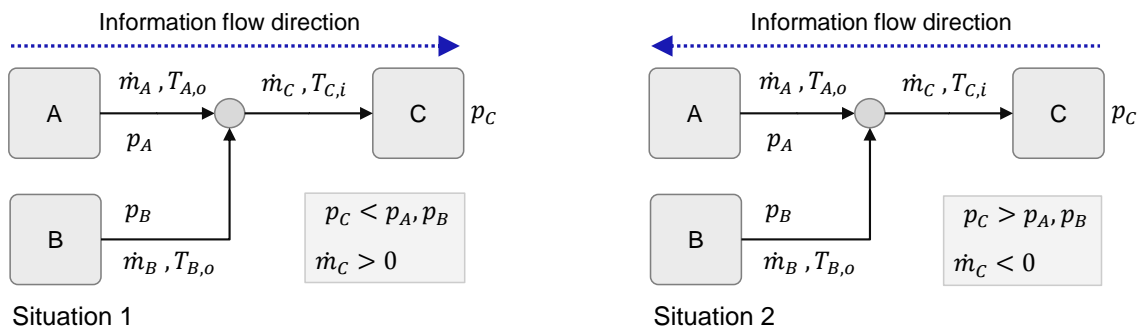 Information flow direction
A
ṁ_A , T_{A,o}
p_A
ṁ_C , T_{C,i}
C
p_C
B
p_B
ṁ_B , T_{B,o}
p_C < p_A, p_B
ṁ_C > 0
Situation 1
Information flow direction
A
ṁ_A , T_{A,o}
p_A
ṁ_C , T_{C,i}
C
p_C
B
p_B
ṁ_B , T_{B,o}
p_C > p_A, p_B
ṁ_C < 0
Situation 2